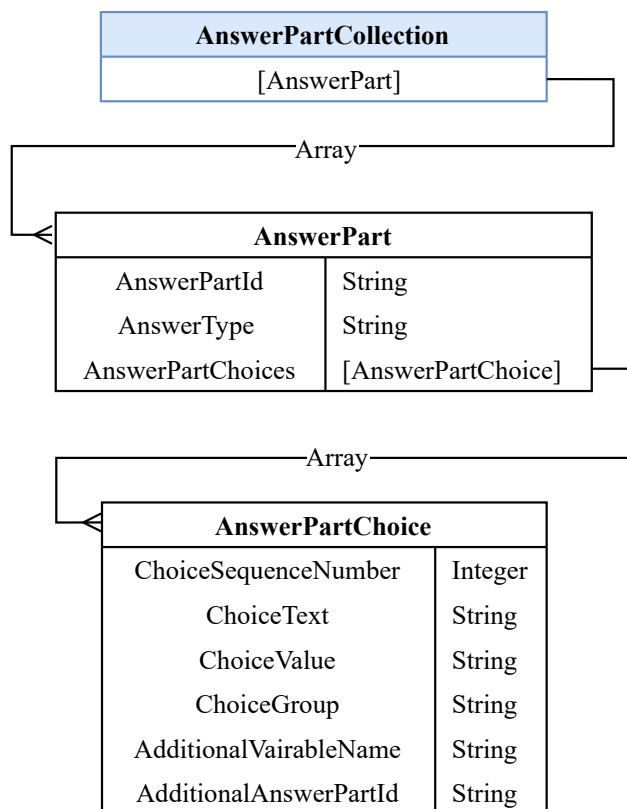 AnswerPartCollection
[AnswerPart]
Array
AnswerPart
AnswerPartId String
AnswerType String
AnswerPartChoices [AnswerPartChoice]
Array
AnswerPartChoice
ChoiceSequenceNumber Integer
ChoiceText String
ChoiceValue String
ChoiceGroup String
AdditionalVairableName String
AdditionalAnswerPartId String